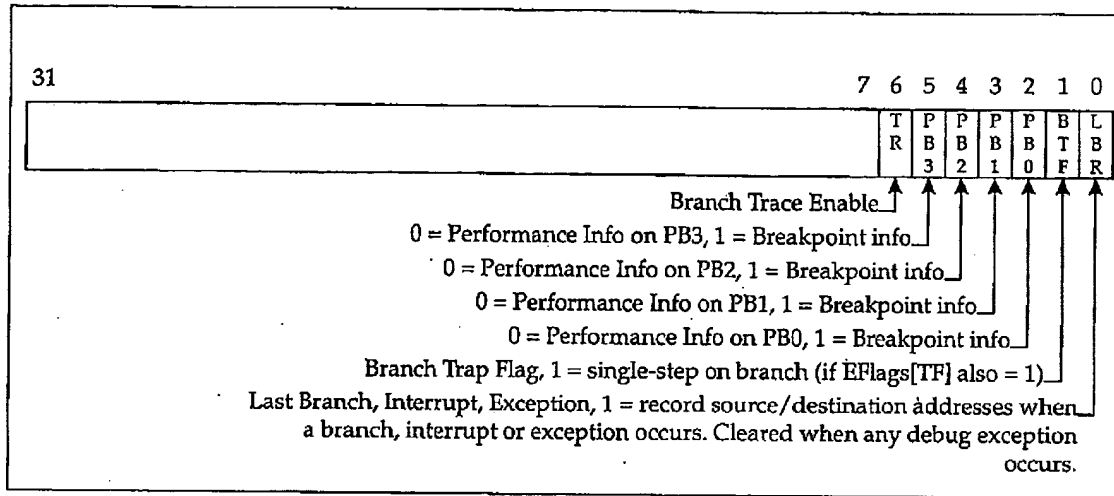 31 7 6 5 4 3 2 1 0
T P P P P B L
R B B B B T B
3 2 1 0 F R
Branch Trace Enable
0 = Performance Info on PB3, 1 = Breakpoint info
0 = Performance Info on PB2, 1 = Breakpoint info
0 = Performance Info on PB1, 1 = Breakpoint info
0 = Performance Info on PB0, 1 = Breakpoint info
Branch Trap Flag, 1 = single-step on branch (if EFlags[TF] also = 1)
Last Branch, Interrupt, Exception, 1 = record source/destination addresses when
a branch, interrupt or exception occurs. Cleared when any debug exception
occurs.